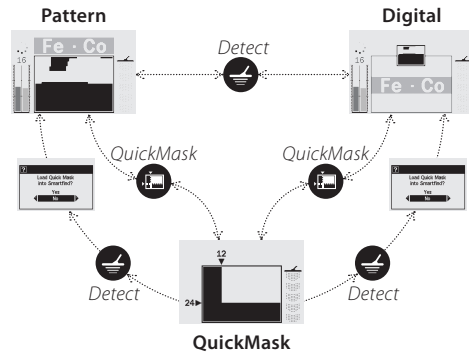 Pattern
Digital
Fe · Co
16
Detect
16
Fe · Co
QuickMask
QuickMask
?
Load Quick Mask
into Smartfind?
Yes
No
?
Load Quick Mask
into Smartfind?
Yes
No
12
24
Detect
Detect
QuickMask